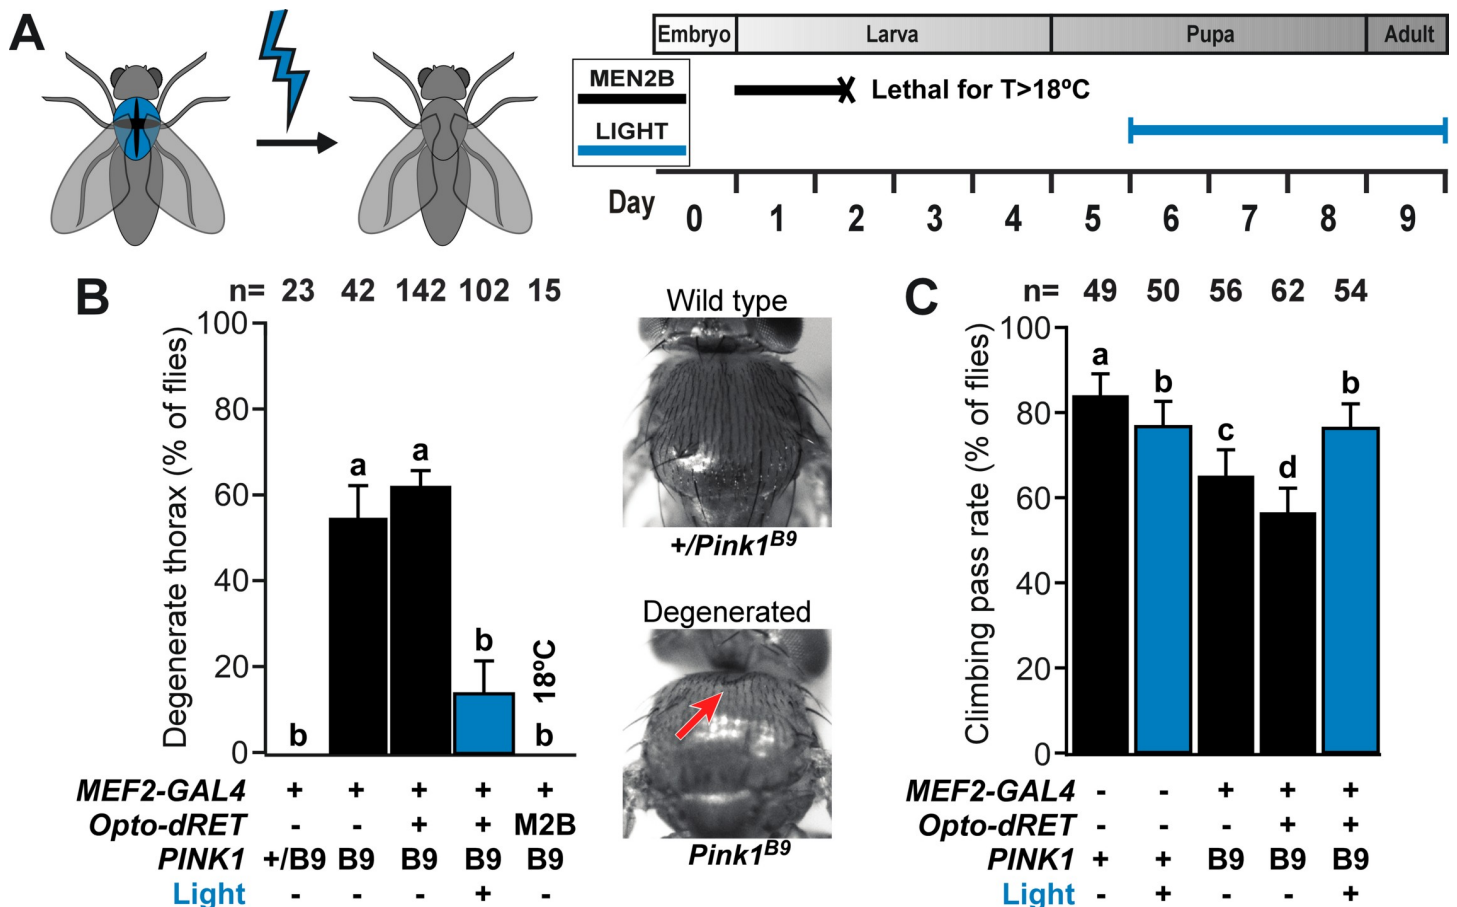 A
Embryo Larva Pupa Adult
MEN2B
Lethal for T>18ºC
LIGHT
Day 0 1 2 3 4 5 6 7 8 9
B
n= 23 42 142 102 15
Degenerate thorax (% of flies)
100
80
60
40
20
0
b a a b b
18ºC
MEF2-GAL4 + + + + +
Opto-dRET - - + + M2B
PINK1 +/B9 B9 B9 B9 B9
Light - - - + -
Wild type
+/Pink1B9
Degenerated
Pink1B9
C
n= 49 50 56 62 54
Climbing pass rate (% of flies)
100
80
60
40
20
0
a b c d b
MEF2-GAL4 - - + + +
Opto-dRET - - - + +
PINK1 + + B9 B9 B9
Light - + - - +